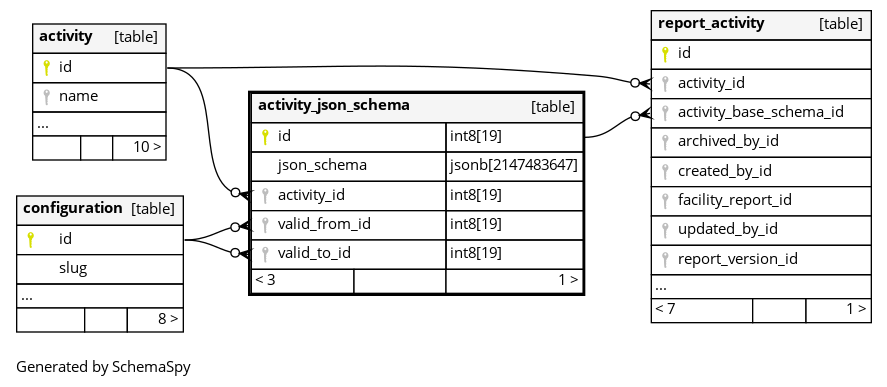 activity [table]
id
name
...
10 >
configuration [table]
id
slug
...
8 >
activity_json_schema [table]
id int8[19]
json_schema jsonb[2147483647]
activity_id int8[19]
valid_from_id int8[19]
valid_to_id int8[19]
< 3 1 >
report_activity [table]
id
activity_id
activity_base_schema_id
archived_by_id
created_by_id
facility_report_id
updated_by_id
report_version_id
...
< 7 1 >
Generated by SchemaSpy